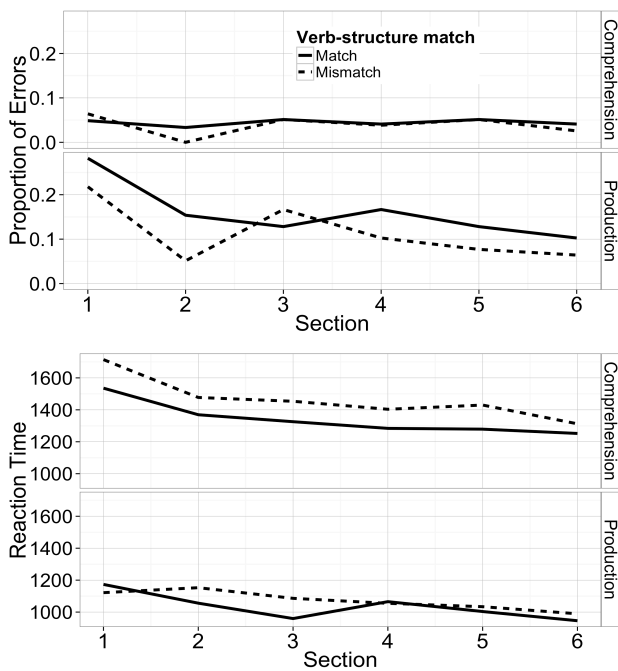 Verb-structure match
Match
Mismatch
Proportion of Errors
0.2
0.1
0.0
Comprehension
0.2
0.1
0.0
Production
1 2 3 4 5 6
Section
Reaction Time
1600
1400
1200
1000
Comprehension
1600
1400
1200
1000
Production
1 2 3 4 5 6
Section